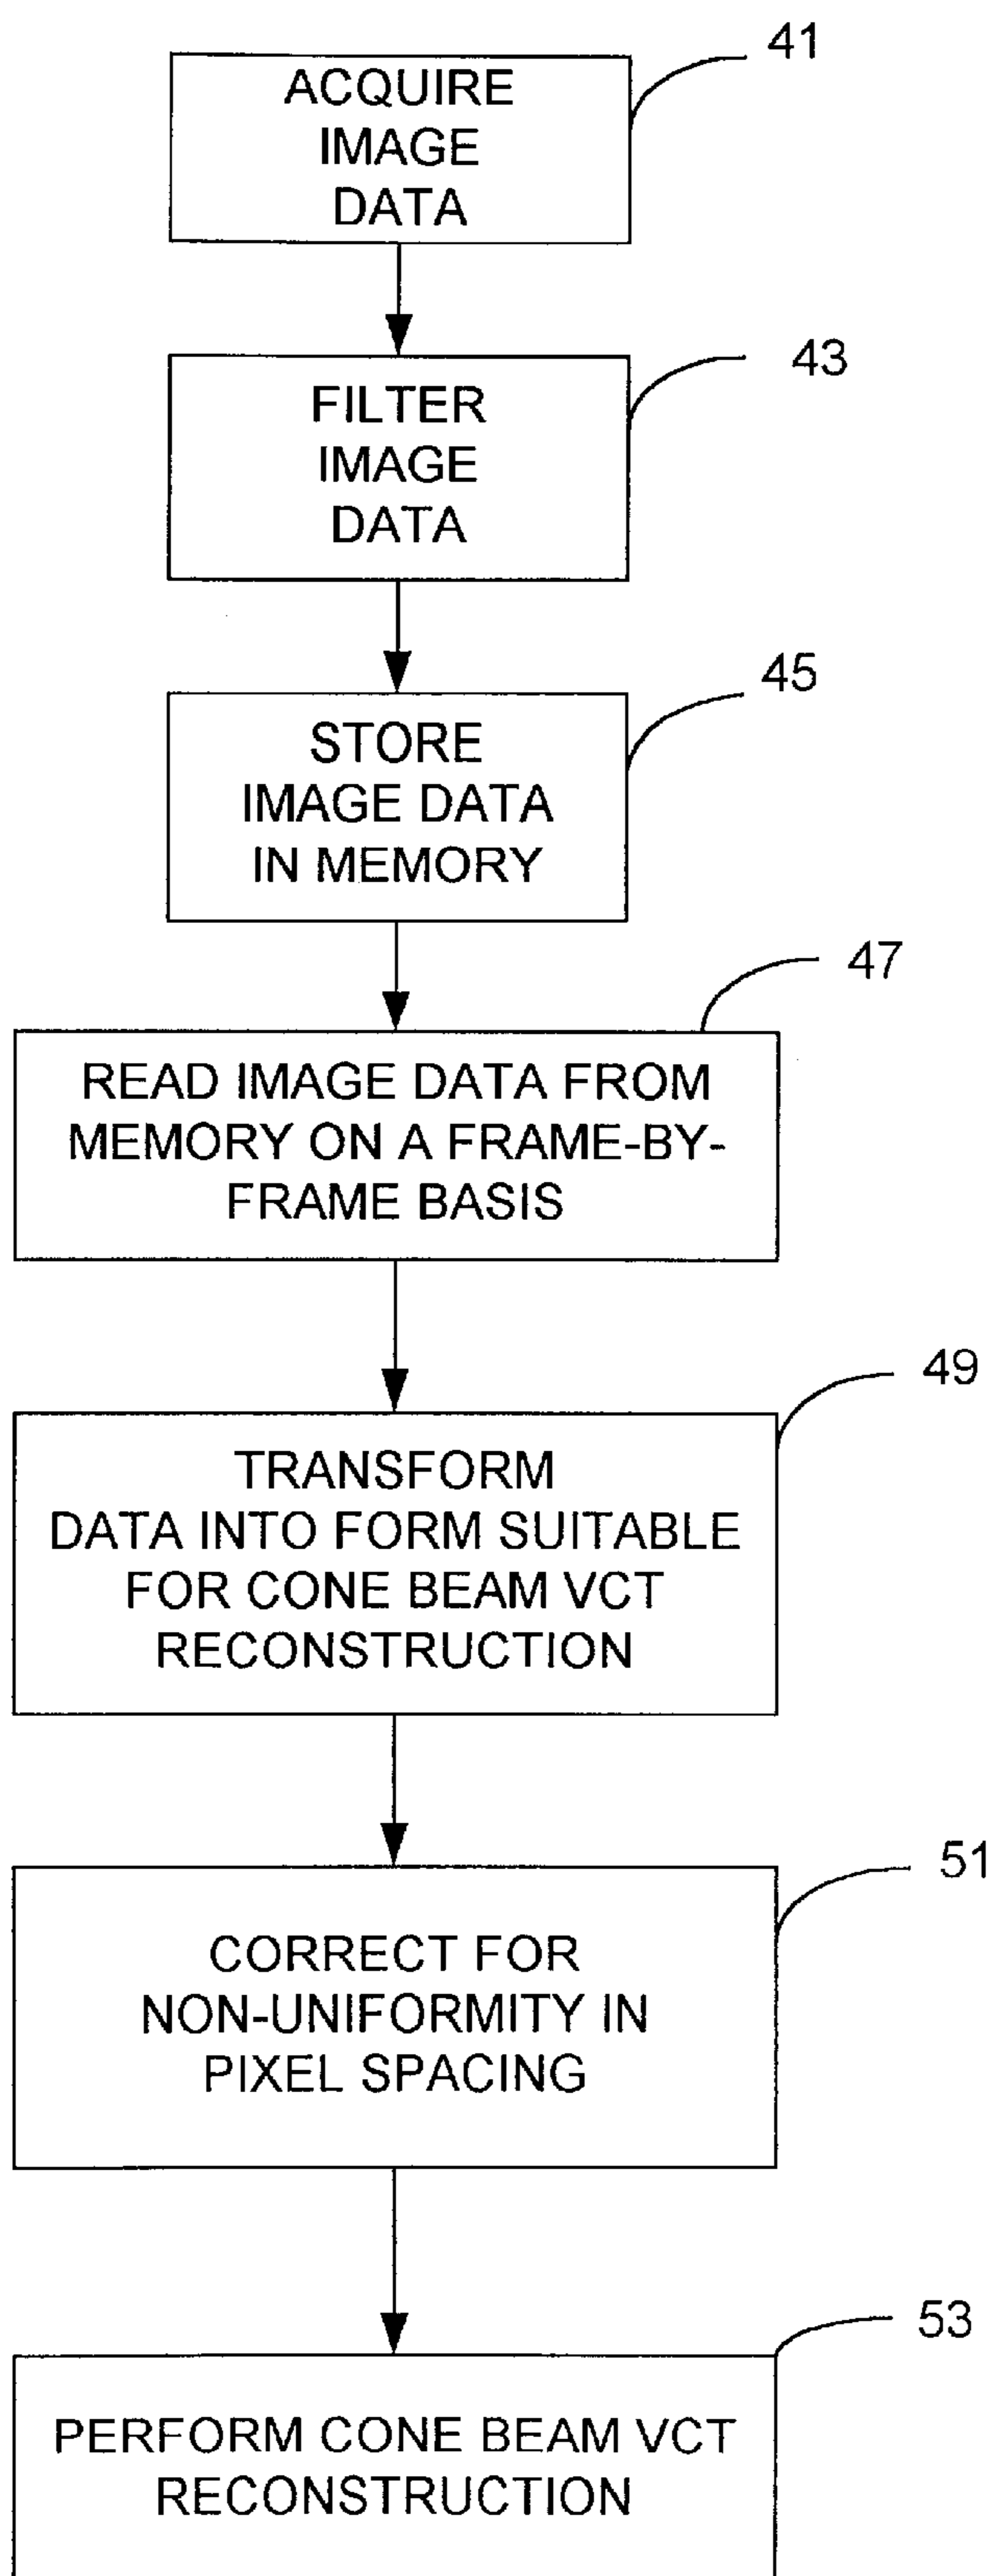 41
ACQUIRE
IMAGE
DATA
43
FILTER
IMAGE
DATA
45
STORE
IMAGE DATA
IN MEMORY
47
READ IMAGE DATA FROM
MEMORY ON A FRAME-BY-
FRAME BASIS
49
TRANSFORM
DATA INTO FORM SUITABLE
FOR CONE BEAM VCT
RECONSTRUCTION
51
CORRECT FOR
NON-UNIFORMITY IN
PIXEL SPACING
53
PERFORM CONE BEAM VCT
RECONSTRUCTION